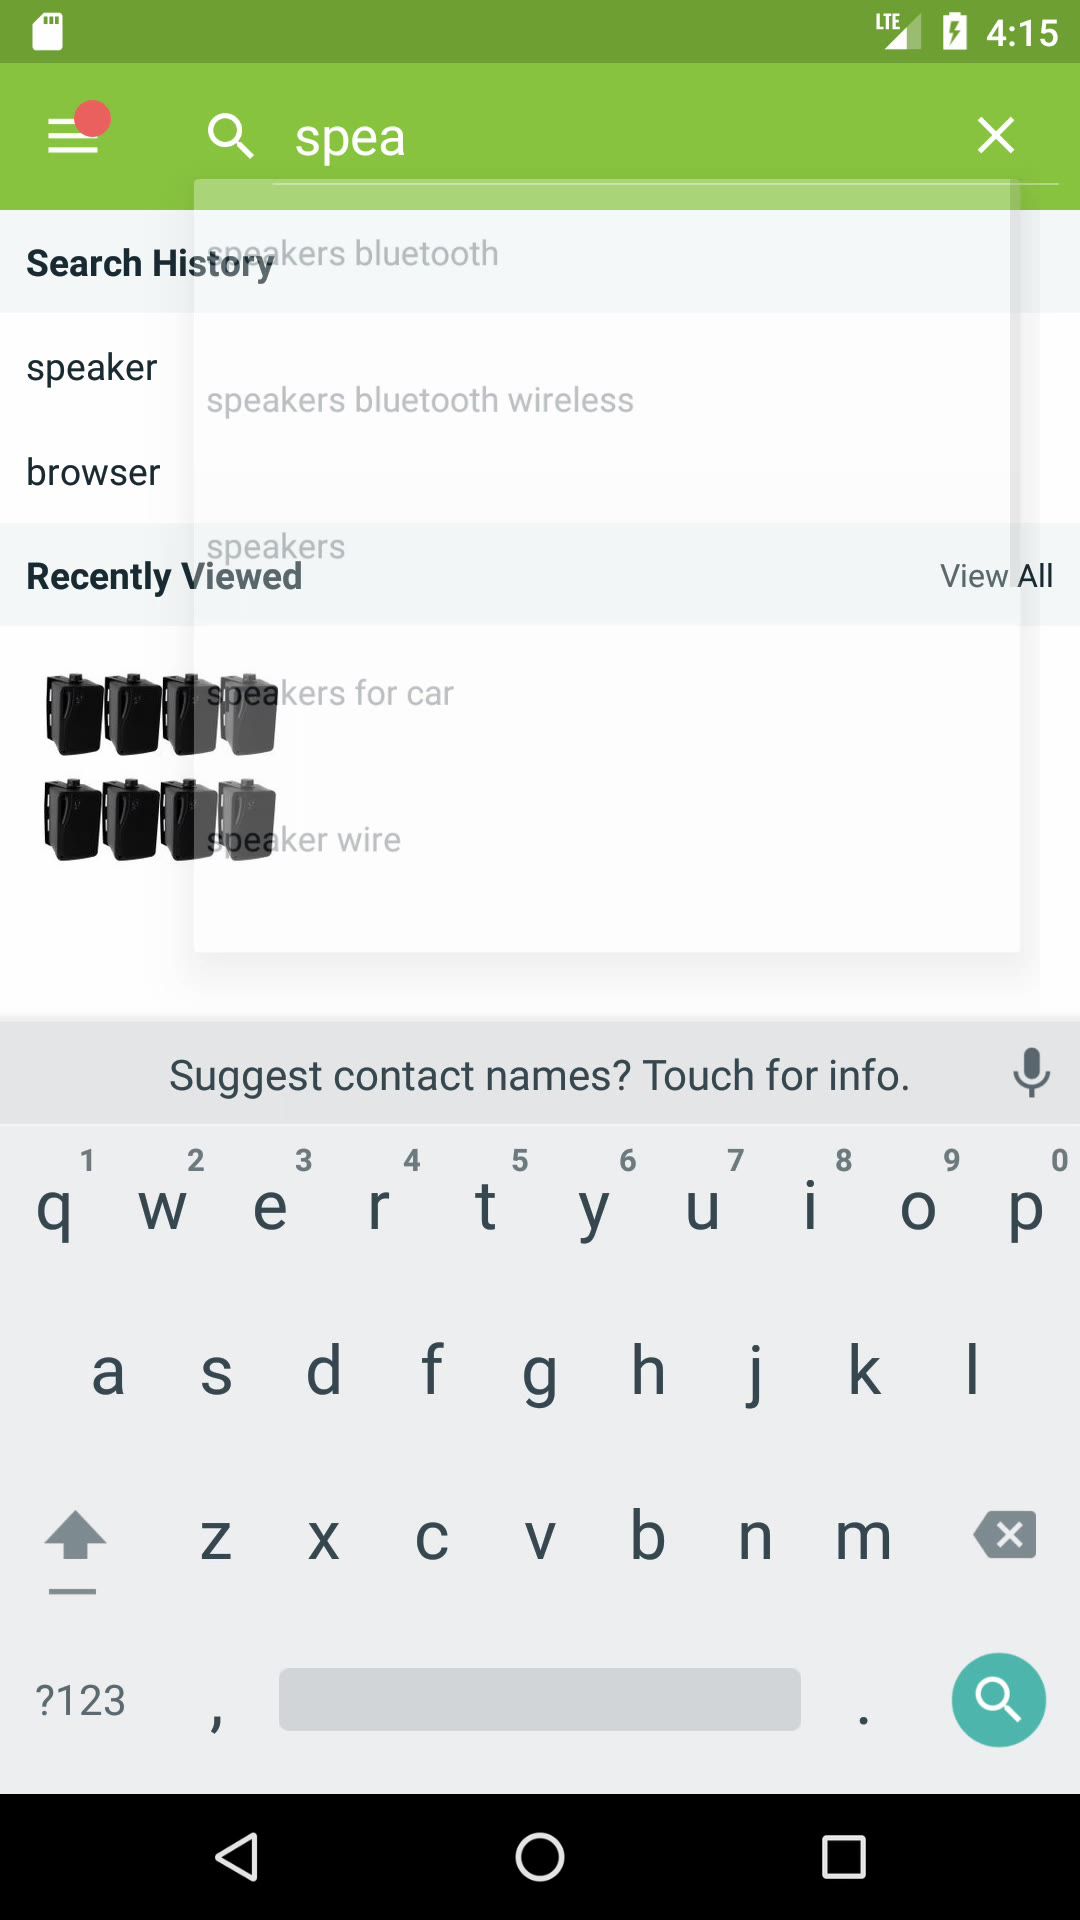 LTE 4:15
spea
speakers bluetooth
Search History
speaker
speakers bluetooth wireless
browser
speakers
Recently Viewed View All
speakers for car
speaker wire
Suggest contact names? Touch for info.
1 2 3 4 5 6 7 8 9 0
q w e r t y u i o p
a s d f g h j k l
z x c v b n m
?123 , .